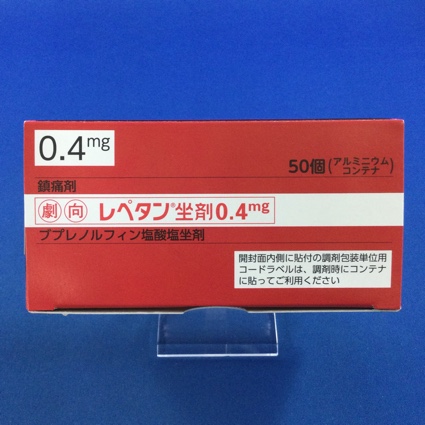 0.4mg
50個(アルミニウムコンテナ)
鎮痛剤
劇 向 レペタン®坐剤0.4mg
ブプレノルフィン塩酸塩坐剤
開封面内側に貼付の調剤包装単位用
コードラベルは、調剤時にコンテナ
に貼ってご利用ください